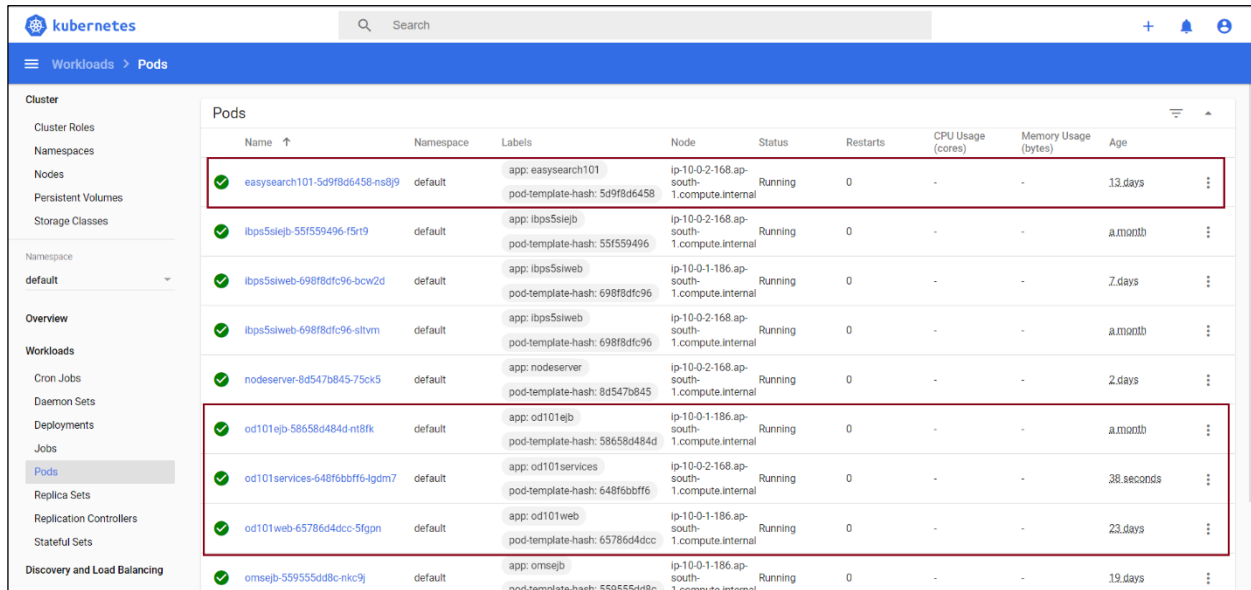 kubernetes
Search
Workloads > Pods
Cluster
Cluster Roles
Namespaces
Nodes
Persistent Volumes
Storage Classes
Namespace
default
Overview
Workloads
Cron Jobs
Daemon Sets
Deployments
Jobs
Pods
Replica Sets
Replication Controllers
Stateful Sets
Discovery and Load Balancing
Pods
Name Namespace Labels Node Status Restarts CPU Usage (cores) Memory Usage (bytes) Age
app: easysearch101 ip-10-0-2-168.ap-
easysearch101-5d9f8d6458-ns8j9 default south- Running 0 - - 13 days
pod-template-hash: 5d9f8d6458 1.compute.internal
app: ibps5siejb ip-10-0-2-168.ap-
ibps5siejb-55f559496-f5rt9 default south- Running 0 - - a month
pod-template-hash: 55f559496 1.compute.internal
app: ibps5siweb ip-10-0-1-186.ap-
ibps5siweb-698f8dfc96-bcw2d default south- Running 0 - - 7 days
pod-template-hash: 698f8dfc96 1.compute.internal
app: ibps5siweb ip-10-0-2-168.ap-
ibps5siweb-698f8dfc96-sltvm default south- Running 0 - - a month
pod-template-hash: 698f8dfc96 1.compute.internal
app: nodeserver ip-10-0-2-168.ap-
nodeserver-8d547b845-75ck5 default south- Running 0 - - 2 days
pod-template-hash: 8d547b845 1.compute.internal
app: od101ejb ip-10-0-1-186.ap-
od101ejb-58658d484d-nt8fk default south- Running 0 - - a month
pod-template-hash: 58658d484d 1.compute.internal
app: od101services ip-10-0-2-168.ap-
od101services-648f6bbff6-lgdm7 default south- Running 0 - - 38 seconds
pod-template-hash: 648f6bbff6 1.compute.internal
app: od101web ip-10-0-1-186.ap-
od101web-65786d4dcc-5fgpn default south- Running 0 - - 23 days
pod-template-hash: 65786d4dcc 1.compute.internal
app: omsejb ip-10-0-1-186.ap-
omsejb-559555dd8c-nkc9j default south- Running 0 - - 19 days
pod-template-hash: 559555dd8c 1.compute.internal